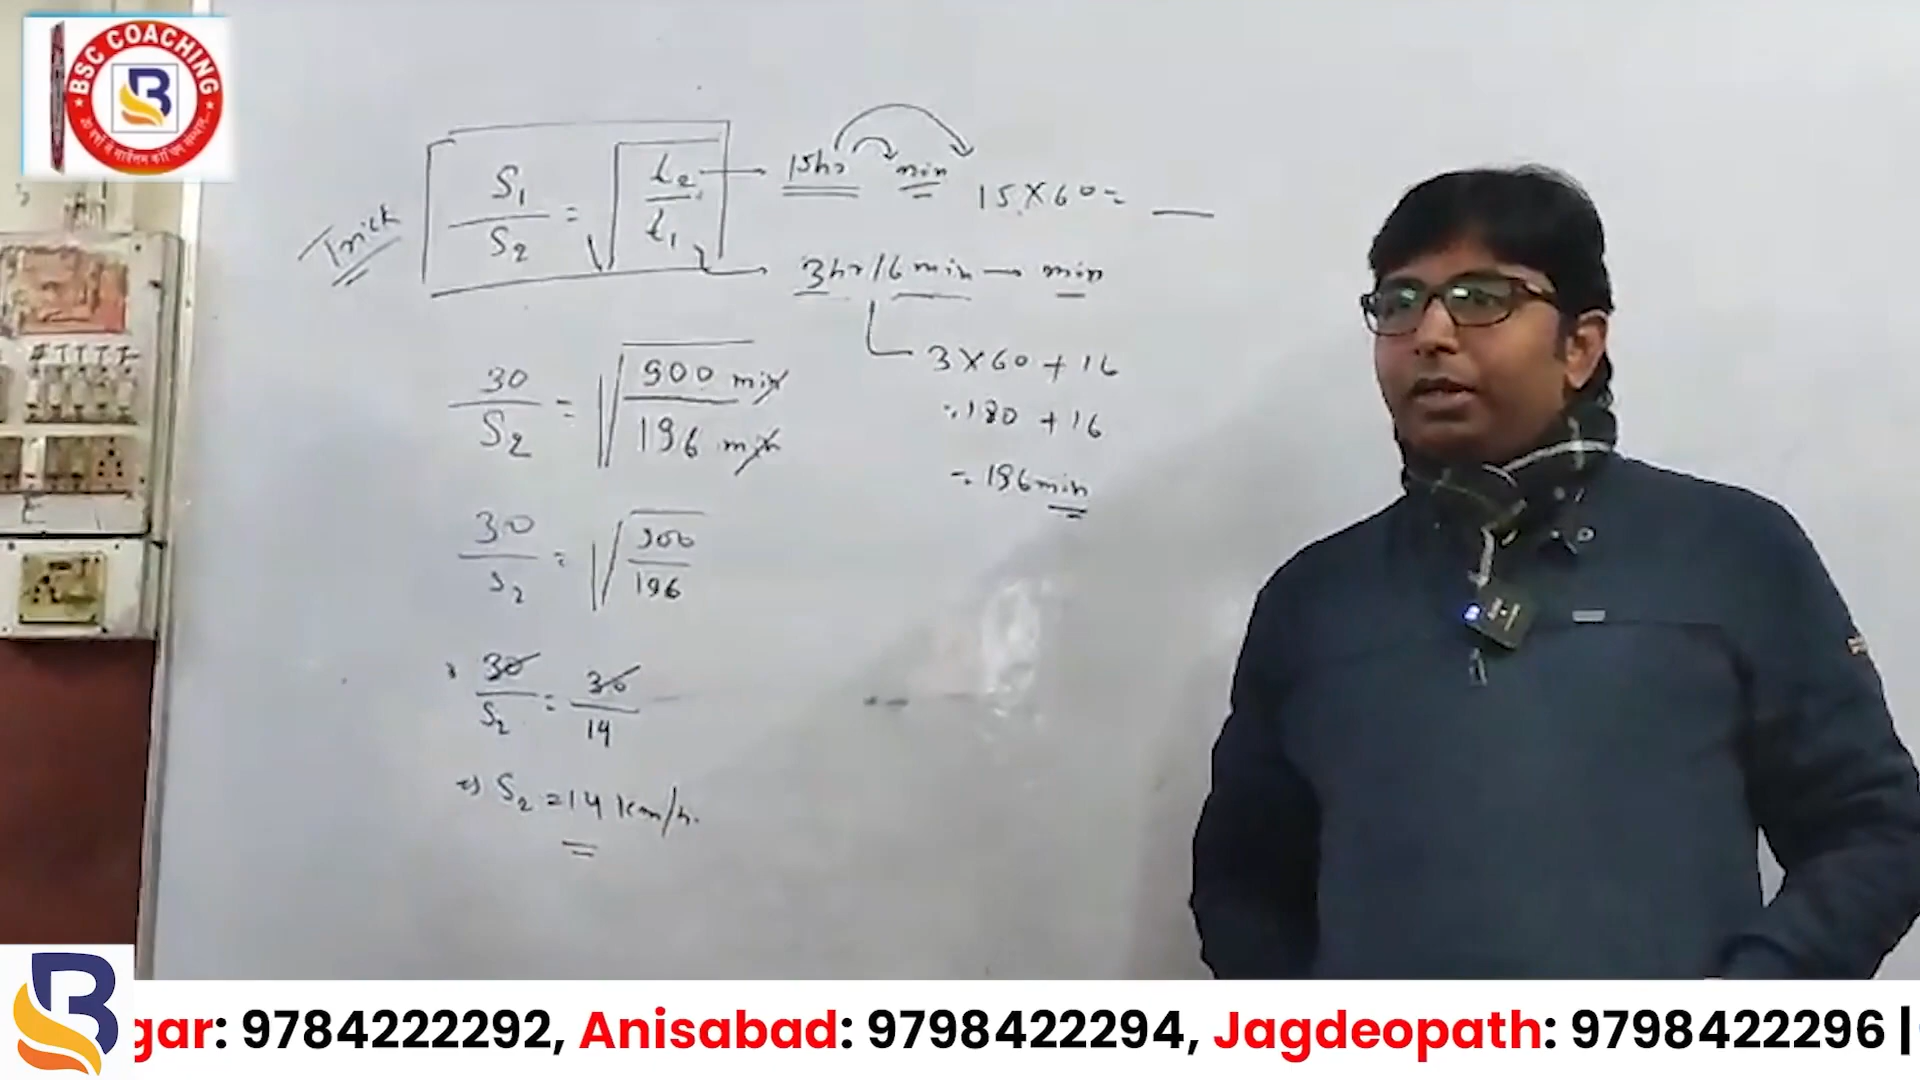 BSC COACHING
B
Trick
S₁/S₂ = √(t₂/t₁)
15hr min
15 X 60 =
3hr/16 min → min
3 X 60 + 16
= 180 + 16
= 196 min
30/S₂ = √(900 min/196 min)
30/S₂ = √(900/196)
30/S₂ = 30/14
⇒ S₂ = 14 km/h.
gar: 9784222292, Anisabad: 9798422294, Jagdeopath: 9798422296 |